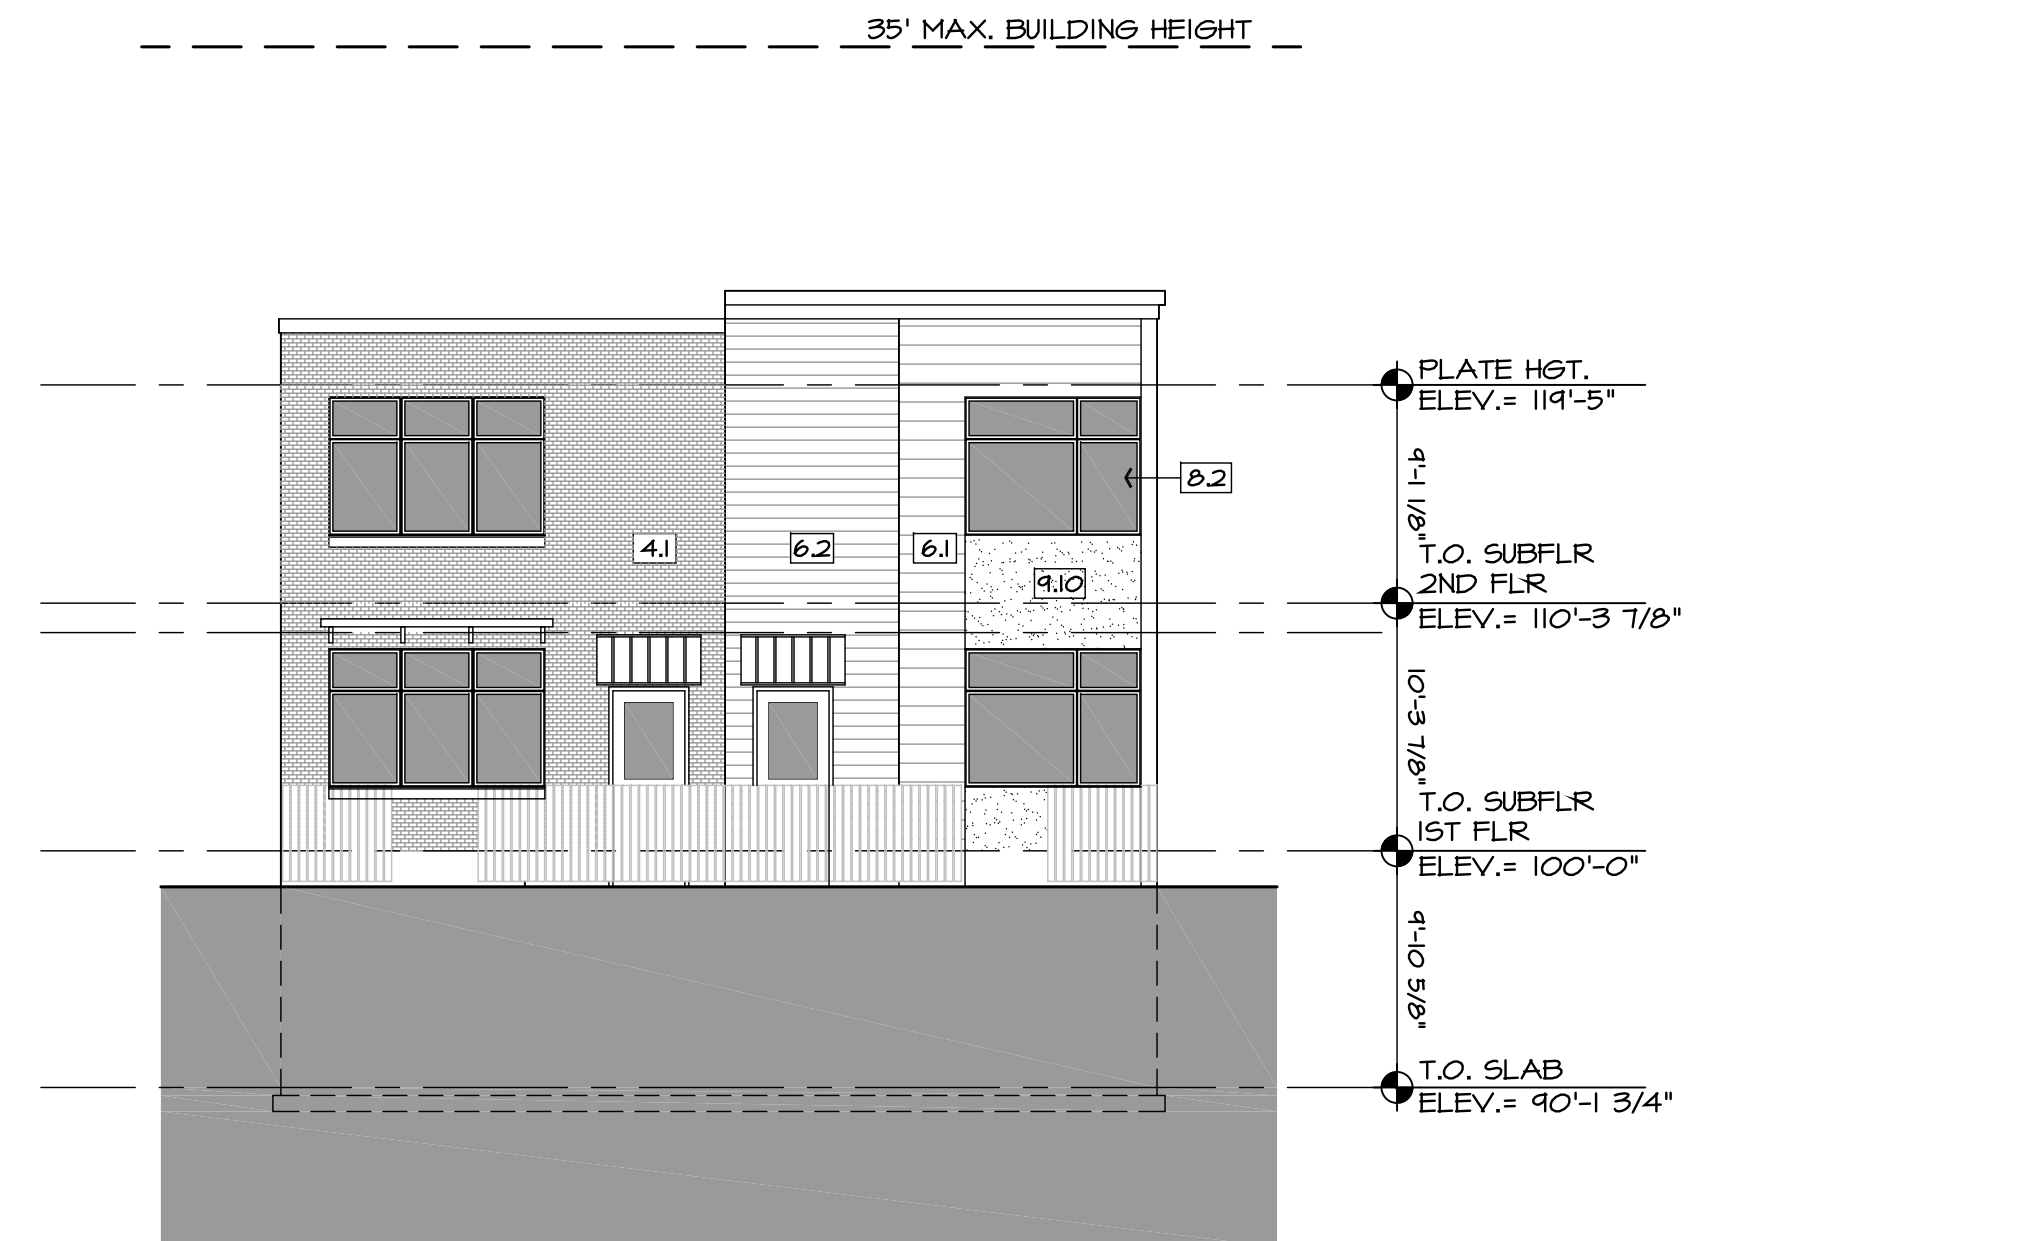 35' MAX. BUILDING HEIGHT
PLATE HGT.
ELEV.= 119'-5"
9'-1 1/8"
8.2
4.1
6.2
6.1
9.10
T.O. SUBFLR
2ND FLR
ELEV.= 110'-3 7/8"
10'-3 7/8"
T.O. SUBFLR
1ST FLR
ELEV.= 100'-0"
9'-10 5/8"
T.O. SLAB
ELEV.= 90'-1 3/4"